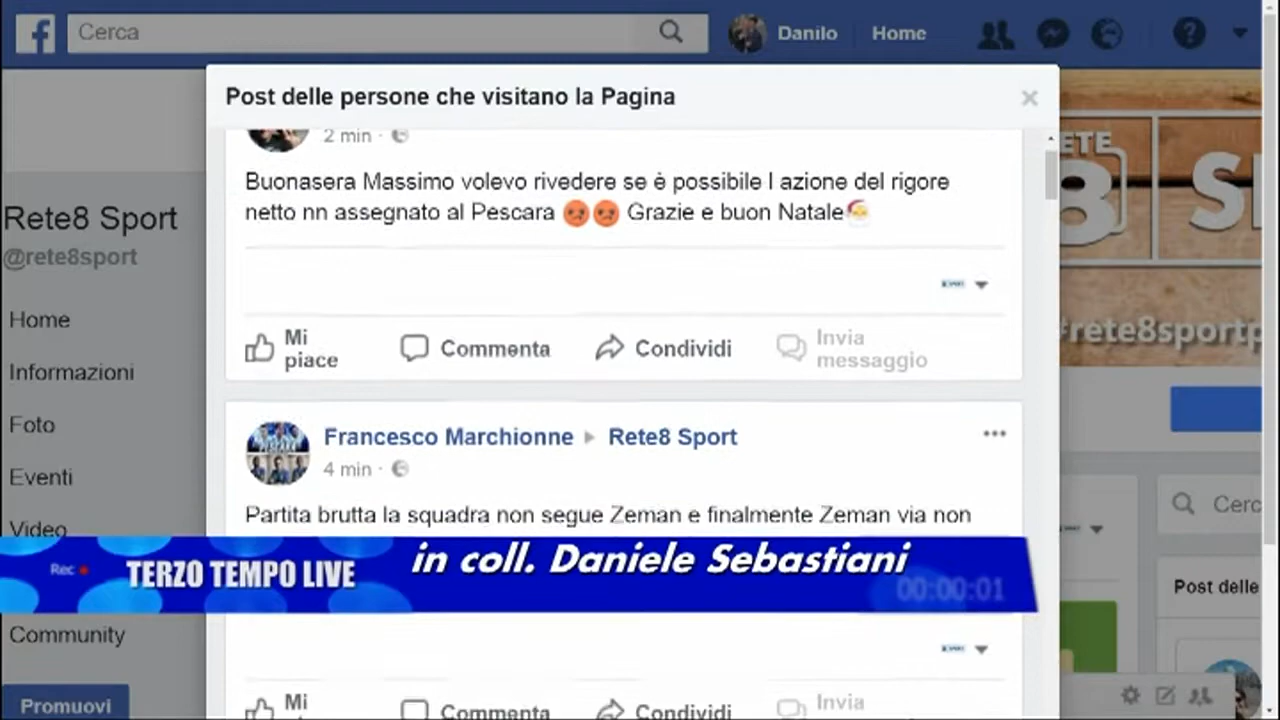 Cerca
Danilo
Home
Post delle persone che visitano la Pagina
2 min
Buonasera Massimo volevo rivedere se è possibile l azione del rigore
netto nn assegnato al Pescara 😡😡 Grazie e buon Natale🎅
Mi
piace
Commenta
Condividi
Invia
messaggio
Francesco Marchionne
Rete8 Sport
4 min
Partita brutta la squadra non segue Zeman e finalmente Zeman via non
Rec
TERZO TEMPO LIVE
in coll. Daniele Sebastiani
00:00:01
Mi
Commenta
Condividi
Invia
Rete8 Sport
@rete8sport
Home
Informazioni
Foto
Eventi
Video
Community
Promuovi
ETE
8
#rete8sportp
Cerc
Post delle